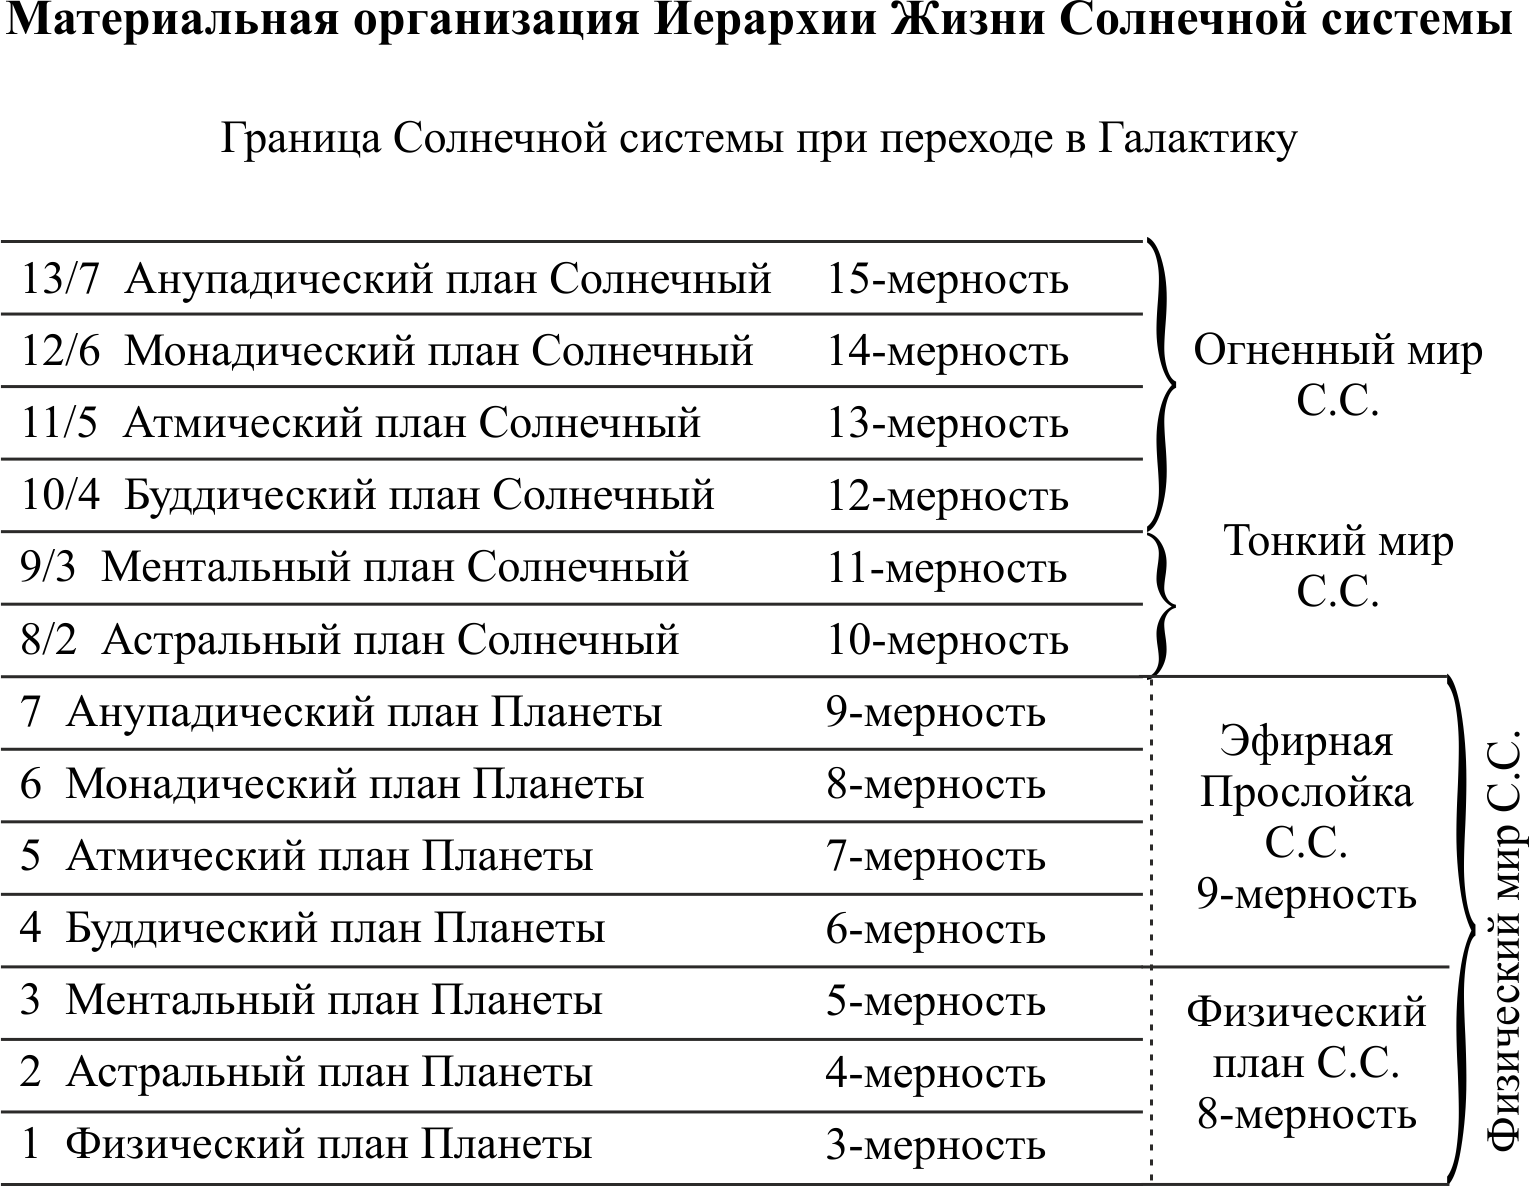 Материальная организация Иерархии Жизни Солнечной системы
Граница Солнечной системы при переходе в Галактику
13/7 Анупадический план Солнечный 15-мерность
12/6 Монадический план Солнечный 14-мерность
11/5 Атмический план Солнечный 13-мерность
10/4 Буддический план Солнечный 12-мерность
Огненный мир
С.С.
9/3 Ментальный план Солнечный 11-мерность
8/2 Астральный план Солнечный 10-мерность
Тонкий мир
С.С.
7 Анупадический план Планеты 9-мерность
6 Монадический план Планеты 8-мерность
5 Атмический план Планеты 7-мерность
4 Буддический план Планеты 6-мерность
Эфирная
Прослойка
С.С.
9-мерность
3 Ментальный план Планеты 5-мерность
2 Астральный план Планеты 4-мерность
1 Физический план Планеты 3-мерность
Физический
план С.С.
8-мерность
Физический мир С.С.